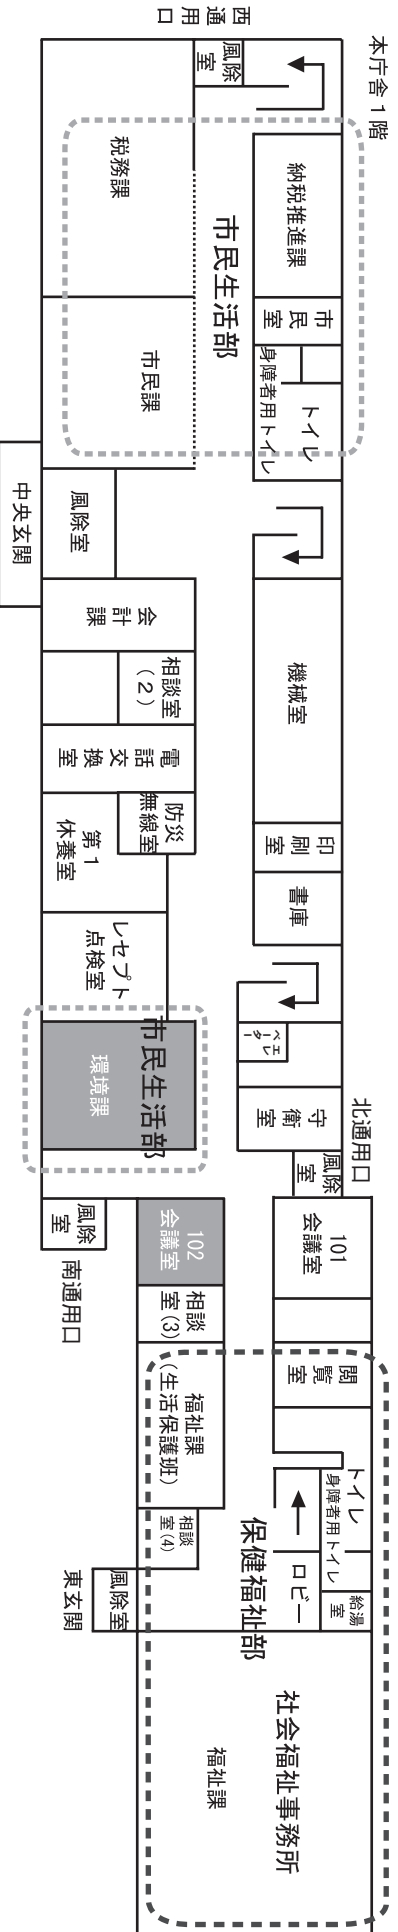 本庁舎1階
西通用口
風除室
税務課
納税推進課
市民生活部
市民室
市民課
身障者用トイレ
トイレ
中央玄関
風除室
会計課
相談室
(2)
機械室
電話交換室
防災
無線室
第1
休養室
印刷室
書庫
レセプト
点検室
エレベーター
市民生活部
環境課
守衛室
北通用口
風除室
風除室
南通用口
102
会議室
101
会議室
相談
室(3)
閲覧室
福祉課
(生活保護班)
トイレ
身障者用トイレ
相談
室(4)
保健福祉部
ロビー
給湯室
風除室
東玄関
社会福祉事務所
福祉課